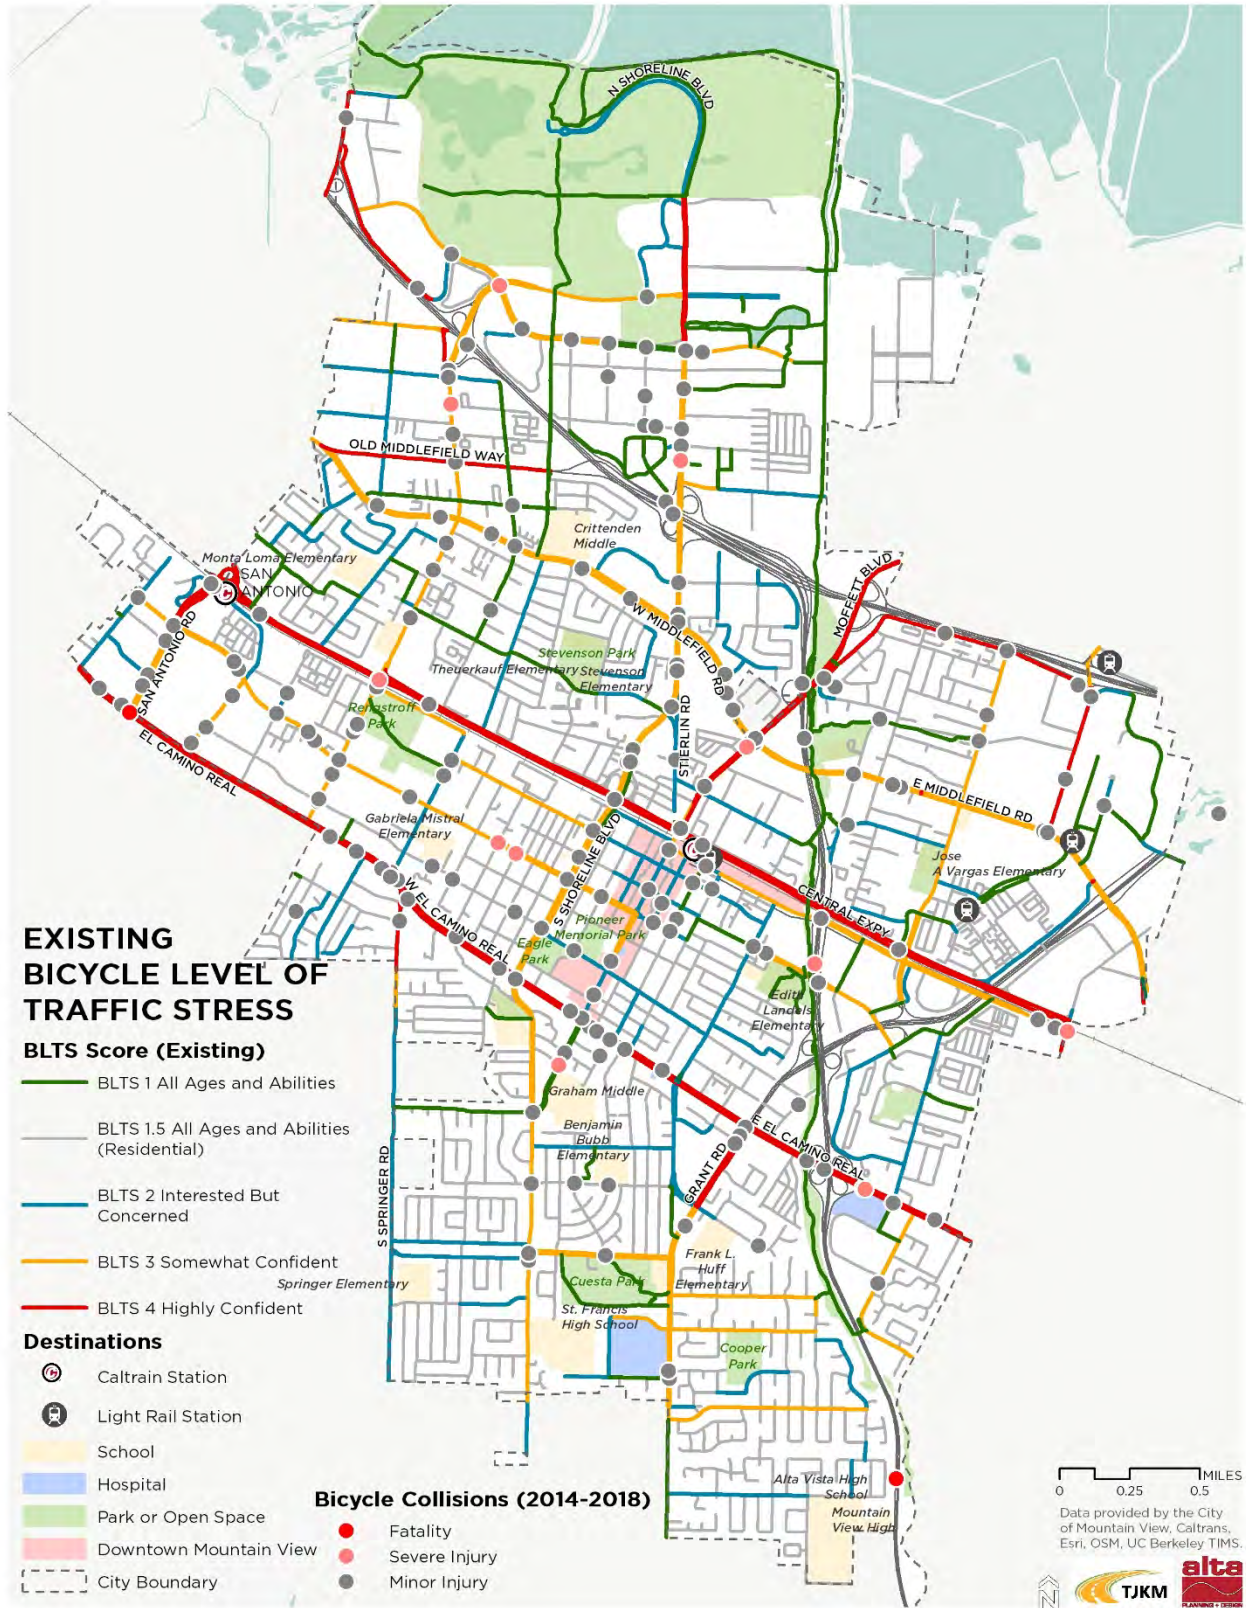 N SHORELINE BLVD
OLD MIDDLEFIELD WAY
Crittenden
Middle
Monta Loma Elementary
SAN
ANTONIO
MOFFETT BLVD
W MIDDLEFIELD RD
SAN ANTONIO RD
Stevenson Park
Theuerkauf Elementary
Stevenson
Elementary
Rengstroff
Park
STIERLIN RD
EL CAMINO REAL
E MIDDLEFIELD RD
Gabriela Mistral
Elementary
S SHORELINE BLVD
Jose
A Vargas Elementary
CENTRAL EXPY
W EL CAMINO REAL
Pioneer
Memorial Park
Eagle
Park
Edith
Landels
Elementary
EXISTING
BICYCLE LEVEL OF
TRAFFIC STRESS
BLTS Score (Existing)
BLTS 1 All Ages and Abilities
BLTS 1.5 All Ages and Abilities
(Residential)
BLTS 2 Interested But
Concerned
BLTS 3 Somewhat Confident
BLTS 4 Highly Confident
Graham Middle
Benjamin
Bubb
Elementary
E EL CAMINO REAL
GRANT RD
S SPRINGER RD
Frank L.
Huff
Elementary
Springer Elementary
Cuesta Park
St. Francis
High School
Cooper
Park
Alta Vista High
School
Mountain
View High
Destinations
Caltrain Station
Light Rail Station
School
Hospital
Park or Open Space
Downtown Mountain View
City Boundary
Bicycle Collisions (2014-2018)
Fatality
Severe Injury
Minor Injury
MILES
0 0.25 0.5
Data provided by the City
of Mountain View, Caltrans,
Esri, OSM, UC Berkeley TIMS.
N
TJKM
alta
PLANNING + DESIGN